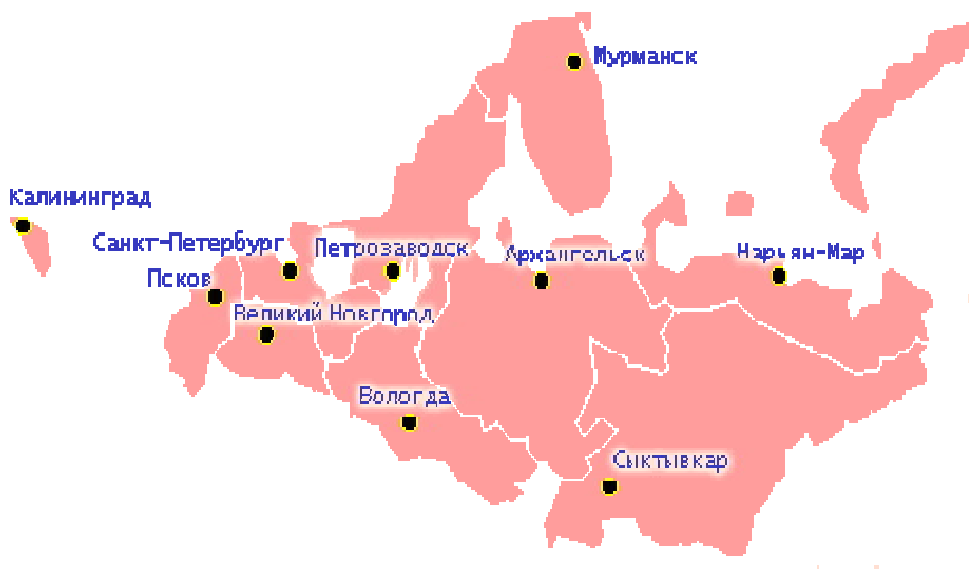 Мурманск
Калининград
Санкт-Петербург
Петрозаводск
Архангельск
Нарьян-Мар
Псков
Великий Новгород
Вологда
Сыктывкар